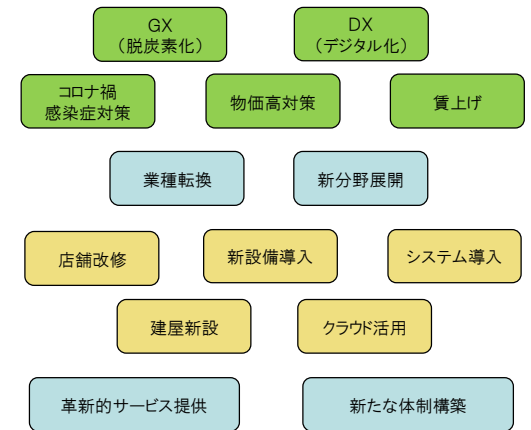 GX
（脱炭素化）
DX
（デジタル化）
コロナ禍
感染症対策
物価高対策
賃上げ
業種転換
新分野展開
店舗改修
新設備導入
システム導入
建屋新設
クラウド活用
革新的サービス提供
新たな体制構築